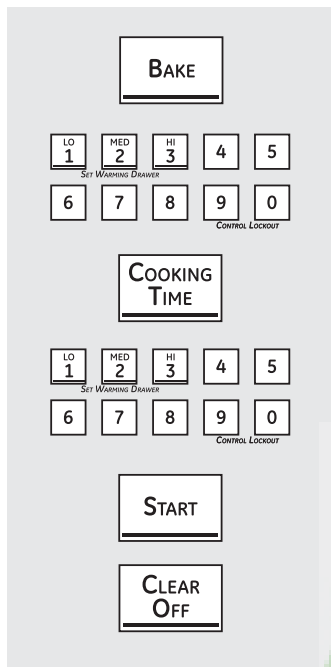 BAKE
LO MED HI
1 2 3 4 5
SET WARMING DRAWER
6 7 8 9 0
CONTROL LOCKOUT
COOKING
TIME
LO MED HI
1 2 3 4 5
SET WARMING DRAWER
6 7 8 9 0
CONTROL LOCKOUT
START
CLEAR
OFF